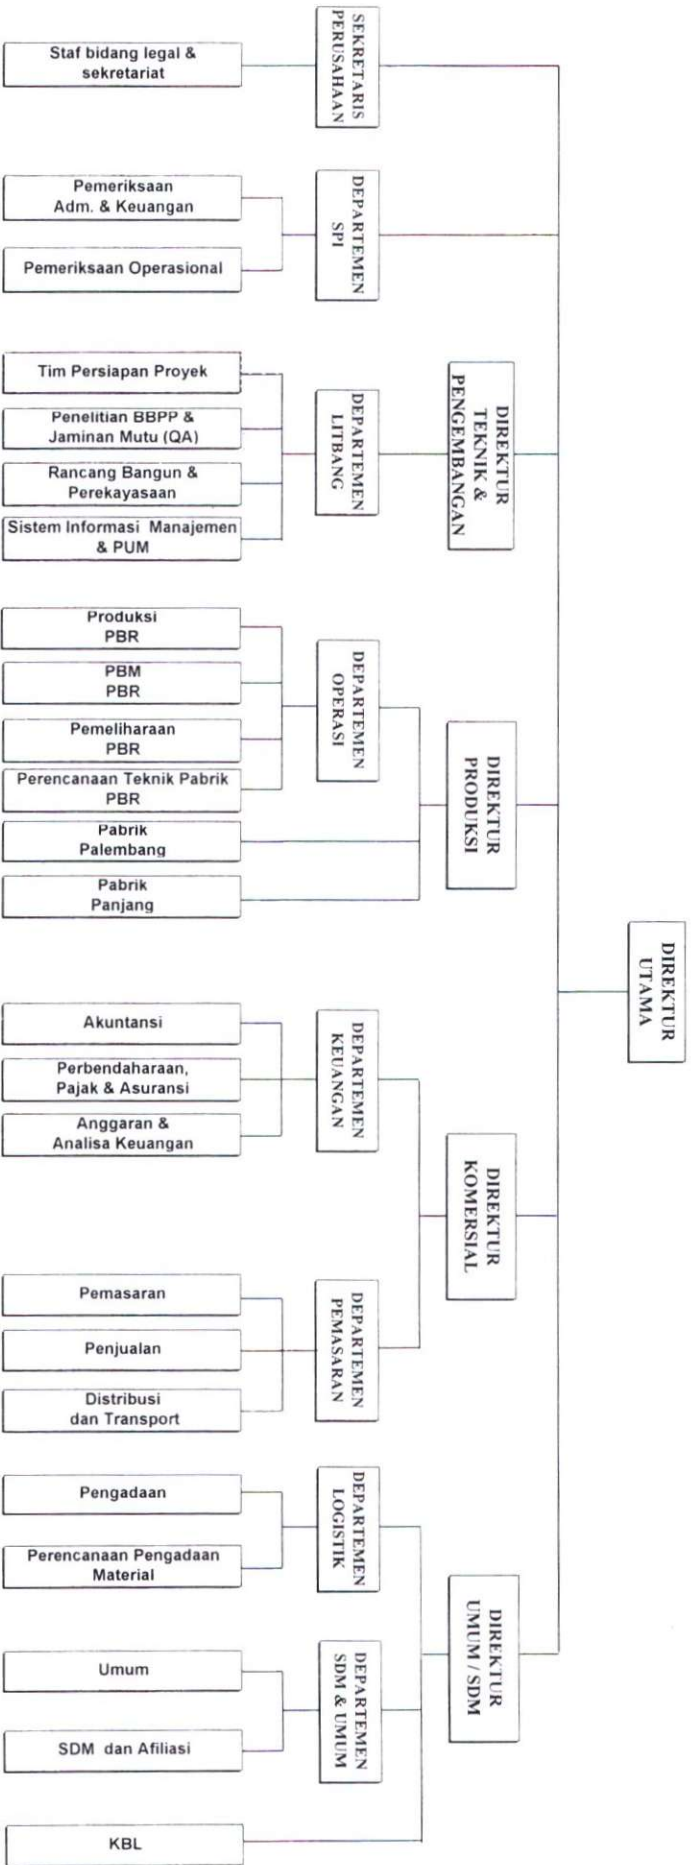 DIREKTUR
UTAMA
SEKRETARIS
PERUSAHAAN
Staf bidang legal &
sekretariat
DEPARTEMEN
SPI
Pemeriksaan
Adm. & Keuangan
Pemeriksaan Operasional
DIREKTUR
TEKNIK &
PENGEMBANGAN
DEPARTEMEN
LITBANG
Tim Persiapan Proyek
Penelitian BBPP &
Jaminan Mutu (QA)
Rancang Bangun &
Perekayasaan
Sistem Informasi Manajemen
& PUM
DIREKTUR
PRODUKSI
DEPARTEMEN
OPERASI
Produksi
PBR
PBM
PBR
Pemeliharaan
PBR
Perencanaan Teknik Pabrik
PBR
Pabrik
Palembang
Pabrik
Panjang
DIREKTUR
KOMERSIAL
DEPARTEMEN
KEUANGAN
Akuntansi
Perbendaharaan,
Pajak & Asuransi
Anggaran &
Analisa Keuangan
DEPARTEMEN
PEMASARAN
Pemasaran
Penjualan
Distribusi
dan Transport
DIREKTUR
UMUM / SDM
DEPARTEMEN
LOGISTIK
Pengadaan
Perencanaan Pengadaan
Material
DEPARTEMEN
SDM & UMUM
Umum
SDM dan Afiliasi
KBL